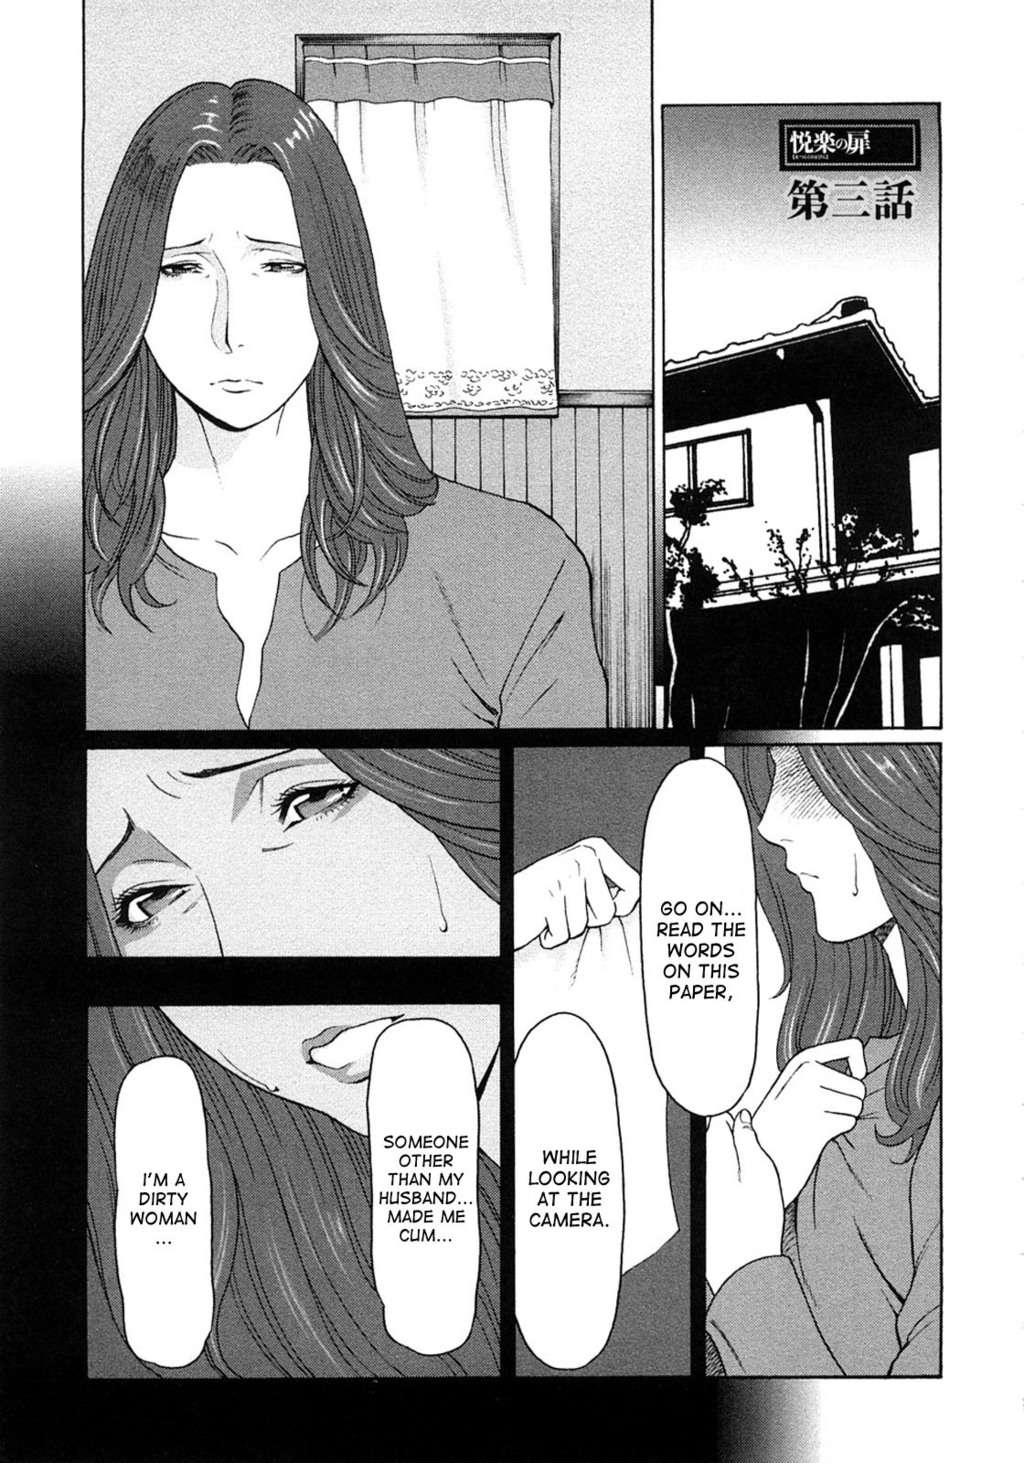 悦楽の扉
第三話
GO ON...
READ THE
WORDS
ON THIS
PAPER,
WHILE
LOOKING
AT THE
CAMERA.
SOMEONE
OTHER
THAN MY
HUSBAND...
MADE ME
CUM...
I'M A
DIRTY
WOMAN
...